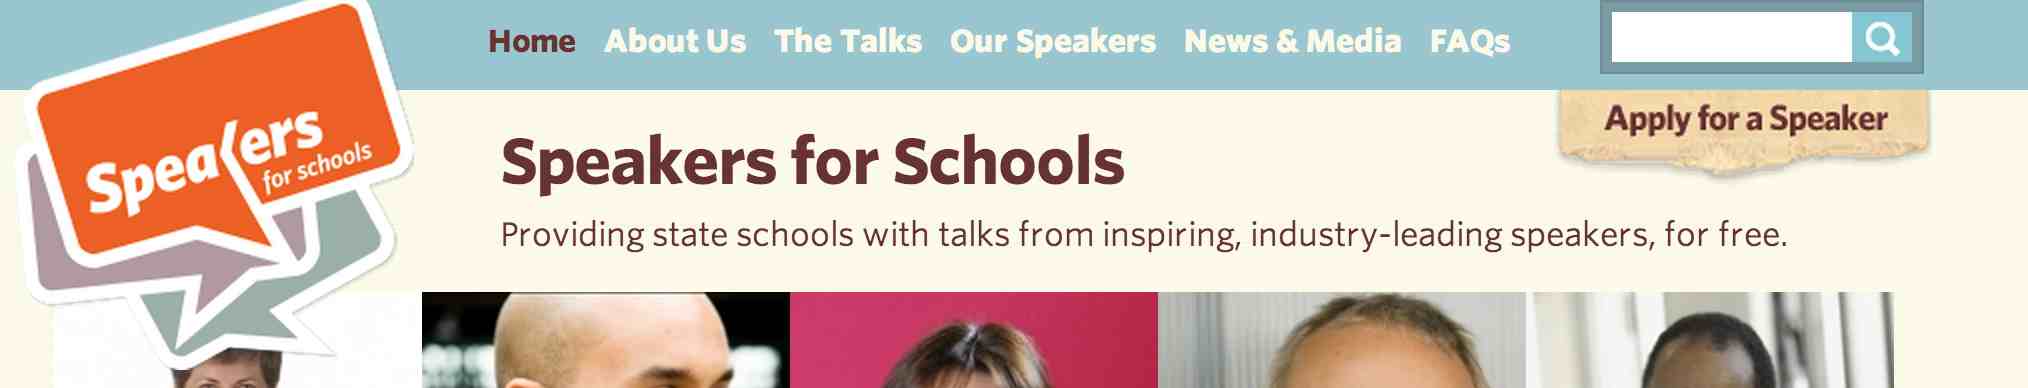 Home About Us The Talks Our Speakers News & Media FAQs
Speakers
for schools
Apply for a Speaker
Speakers for Schools
Providing state schools with talks from inspiring, industry-leading speakers, for free.